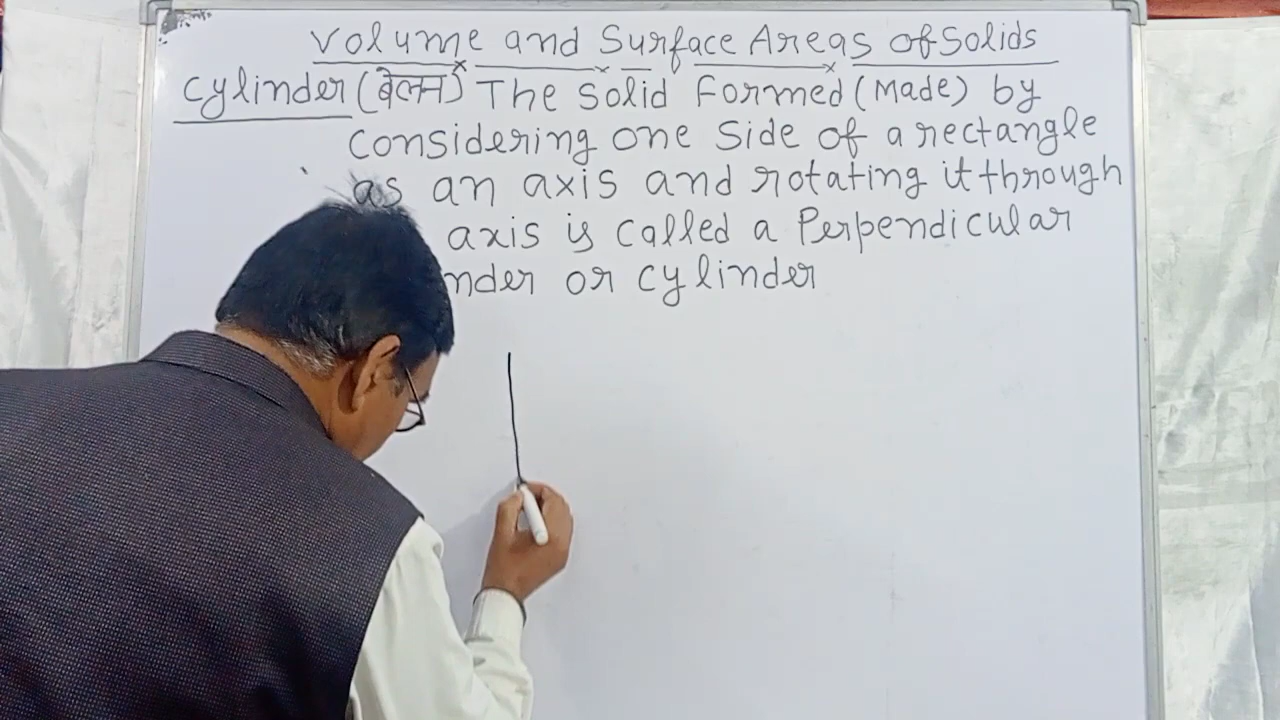 Volume and Surface Areas of Solids
Cylinder (बेलन) The Solid Formed (Made) by
Considering one Side of a rectangle
as an axis and rotating it through
axis is called a Perpendicular
nder or cylinder